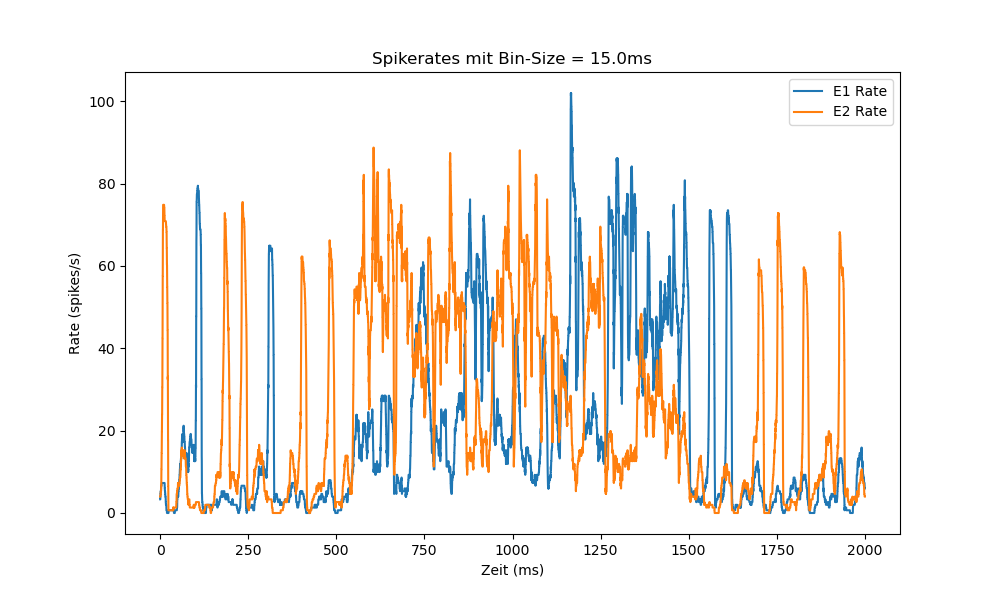 Spikerates mit Bin-Size = 15.0ms
E1 Rate
E2 Rate
100
80
60
40
20
0
Rate (spikes/s)
0 250 500 750 1000 1250 1500 1750 2000
Zeit (ms)